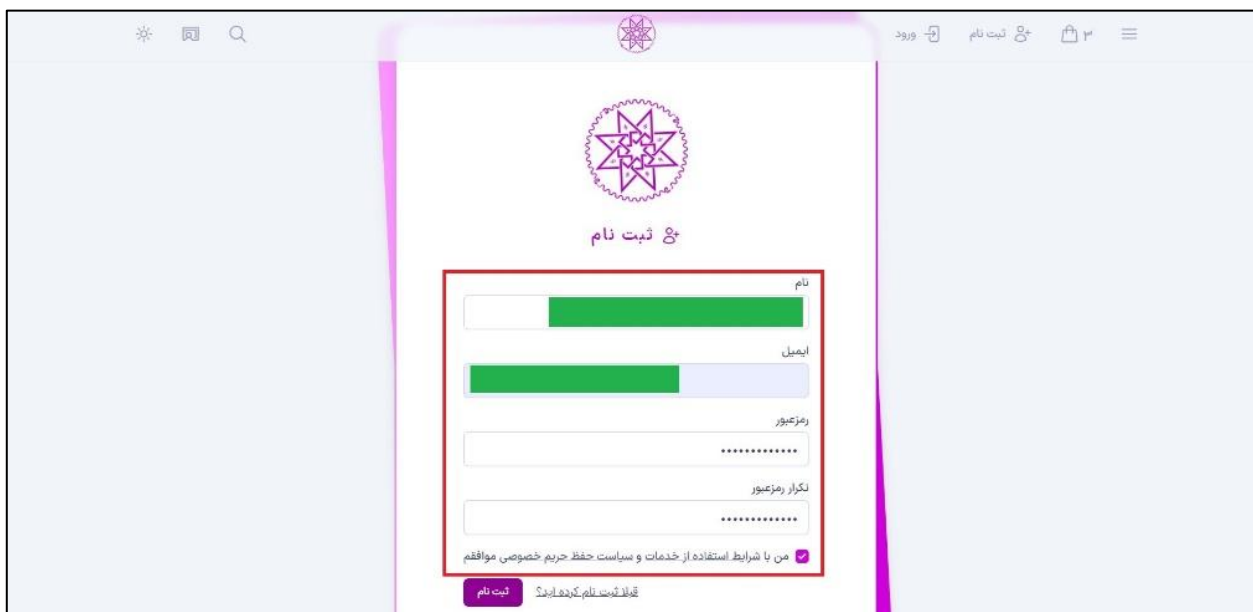 ۳ ثبت نام ورود
ثبت نام
نام
ایمیل
رمزعبور
•••••••••••••
تکرار رمزعبور
•••••••••••••
من با شرایط استفاده از خدمات و سیاست حفظ حریم خصوصی موافقم
قبلا ثبت نام کرده اید؟ ثبت نام